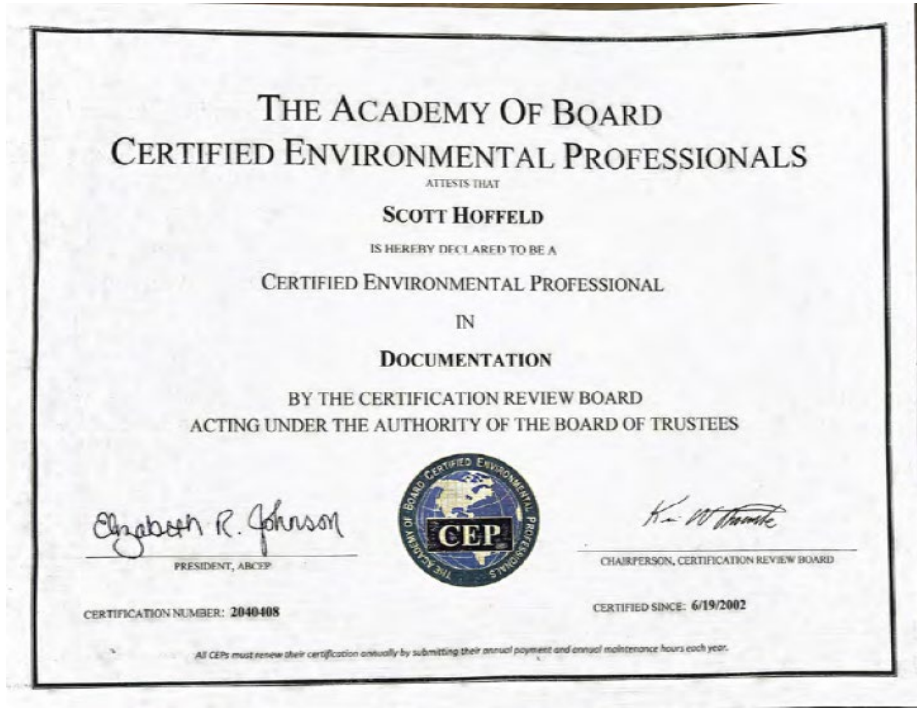 THE ACADEMY OF BOARD
CERTIFIED ENVIRONMENTAL PROFESSIONALS
ATTESTS THAT
SCOTT HOFFELD
IS HEREBY DECLARED TO BE A
CERTIFIED ENVIRONMENTAL PROFESSIONAL
IN
DOCUMENTATION
BY THE CERTIFICATION REVIEW BOARD
ACTING UNDER THE AUTHORITY OF THE BOARD OF TRUSTEES
THE ACADEMY OF BOARD CERTIFIED ENVIRONMENTAL PROFESSIONALS
CEP
Elizabeth R. Johnson
PRESIDENT, ABCEP
CHAIRPERSON, CERTIFICATION REVIEW BOARD
CERTIFICATION NUMBER: 2040408
CERTIFIED SINCE: 6/19/2002
All CEPs must renew their certification annually by submitting their annual payment and annual maintenance hours each year.